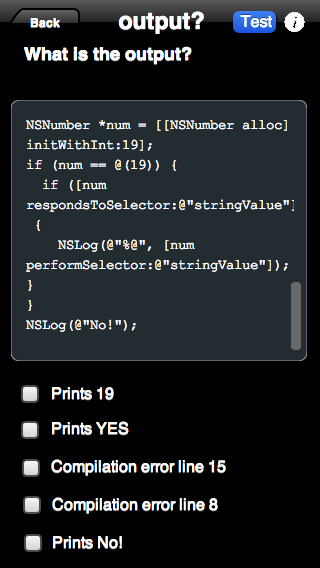 Back
output?
Test
i
What is the output?
NSNumber *num = [[NSNumber alloc]
initWithInt:19];
if (num == @(19)) {
if ([num
respondsToSelector:@"stringValue"]
{
NSLog(@"%@", [num
performSelector:@"stringValue"]);
}
}
NSLog(@"No!");
Prints 19
Prints YES
Compilation error line 15
Compilation error line 8
Prints No!